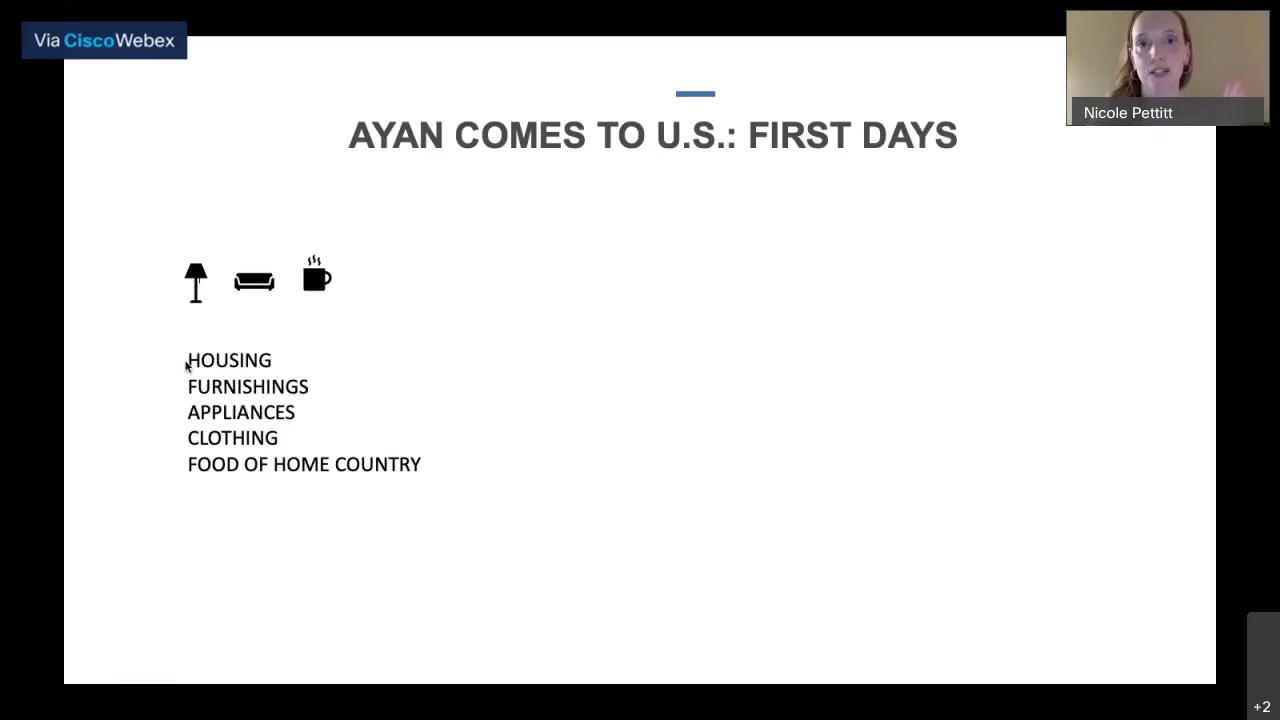 Via CiscoWebex
Nicole Pettitt
AYAN COMES TO U.S.: FIRST DAYS
HOUSING
FURNISHINGS
APPLIANCES
CLOTHING
FOOD OF HOME COUNTRY
+2